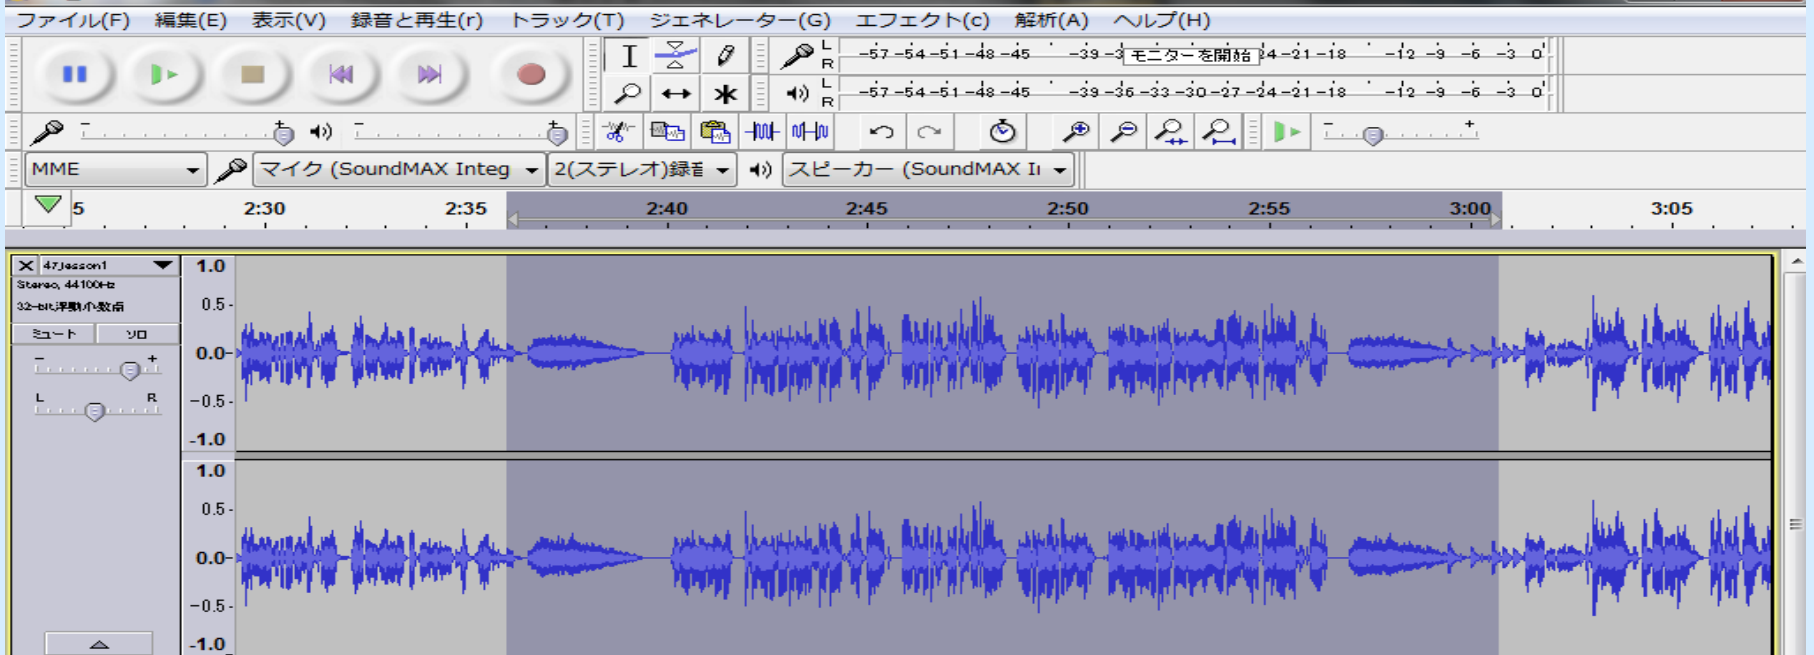 ファイル(F) 編集(E) 表示(V) 録音と再生(r) トラック(T) ジェネレーター(G) エフェクト(c) 解析(A) ヘルプ(H)
L R -57 -54 -51 -48 -45 -39 -3 モニターを開始 24 -21 -18 -12 -9 -6 -3 0
L R -57 -54 -51 -48 -45 -39 -36 -33 -30 -27 -24 -21 -18 -12 -9 -6 -3 0
- + - + - +
MME マイク (SoundMAX Integ 2(ステレオ)録音 スピーカー (SoundMAX I
5 2:30 2:35 2:40 2:45 2:50 2:55 3:00 3:05
X 47_lesson1 1.0
Stereo, 44100Hz
32-bit浮動小数点 0.5
ミュート ソロ
- + 0.0
L R -0.5
-1.0
1.0
0.5
0.0
-0.5
-1.0